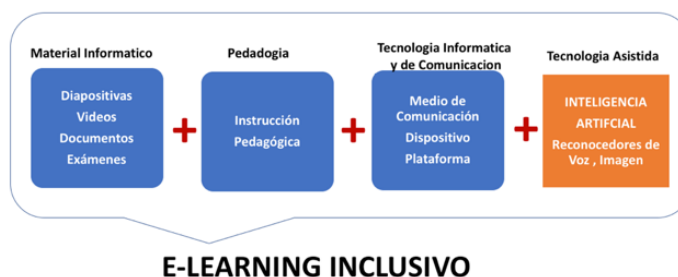 Material Informatico
Diapositivas
Videos
Documentos
Exámenes
+
Pedadogia
Instrucción
Pedagógica
+
Tecnologia Informatica
y de Comunicacion
Medio de
Comunicación
Dispositivo
Plataforma
+
Tecnologia Asistida
INTELIGENCIA
ARTIFCIAL
Reconocedores de
Voz , Imagen
E-LEARNING INCLUSIVO